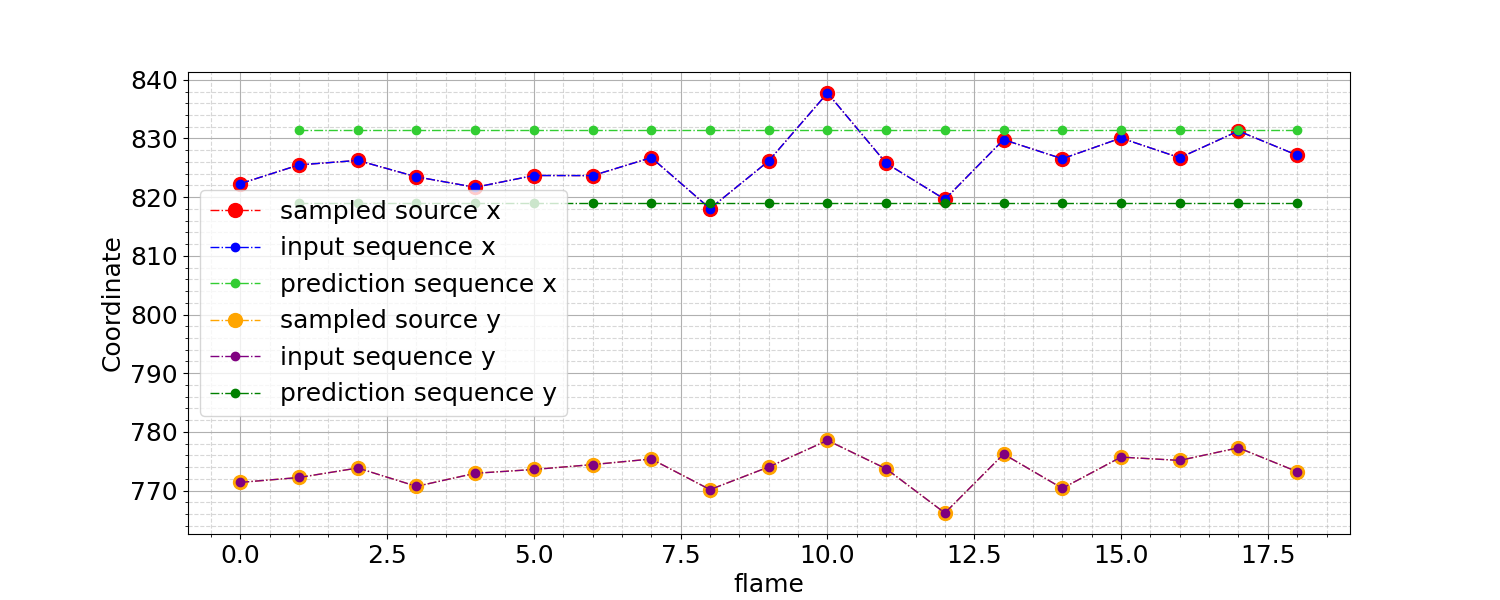 840
830
820
810
800
790
780
770
Coordinate
sampled source x
input sequence x
prediction sequence x
sampled source y
input sequence y
prediction sequence y
0.0 2.5 5.0 7.5 10.0 12.5 15.0 17.5
flame